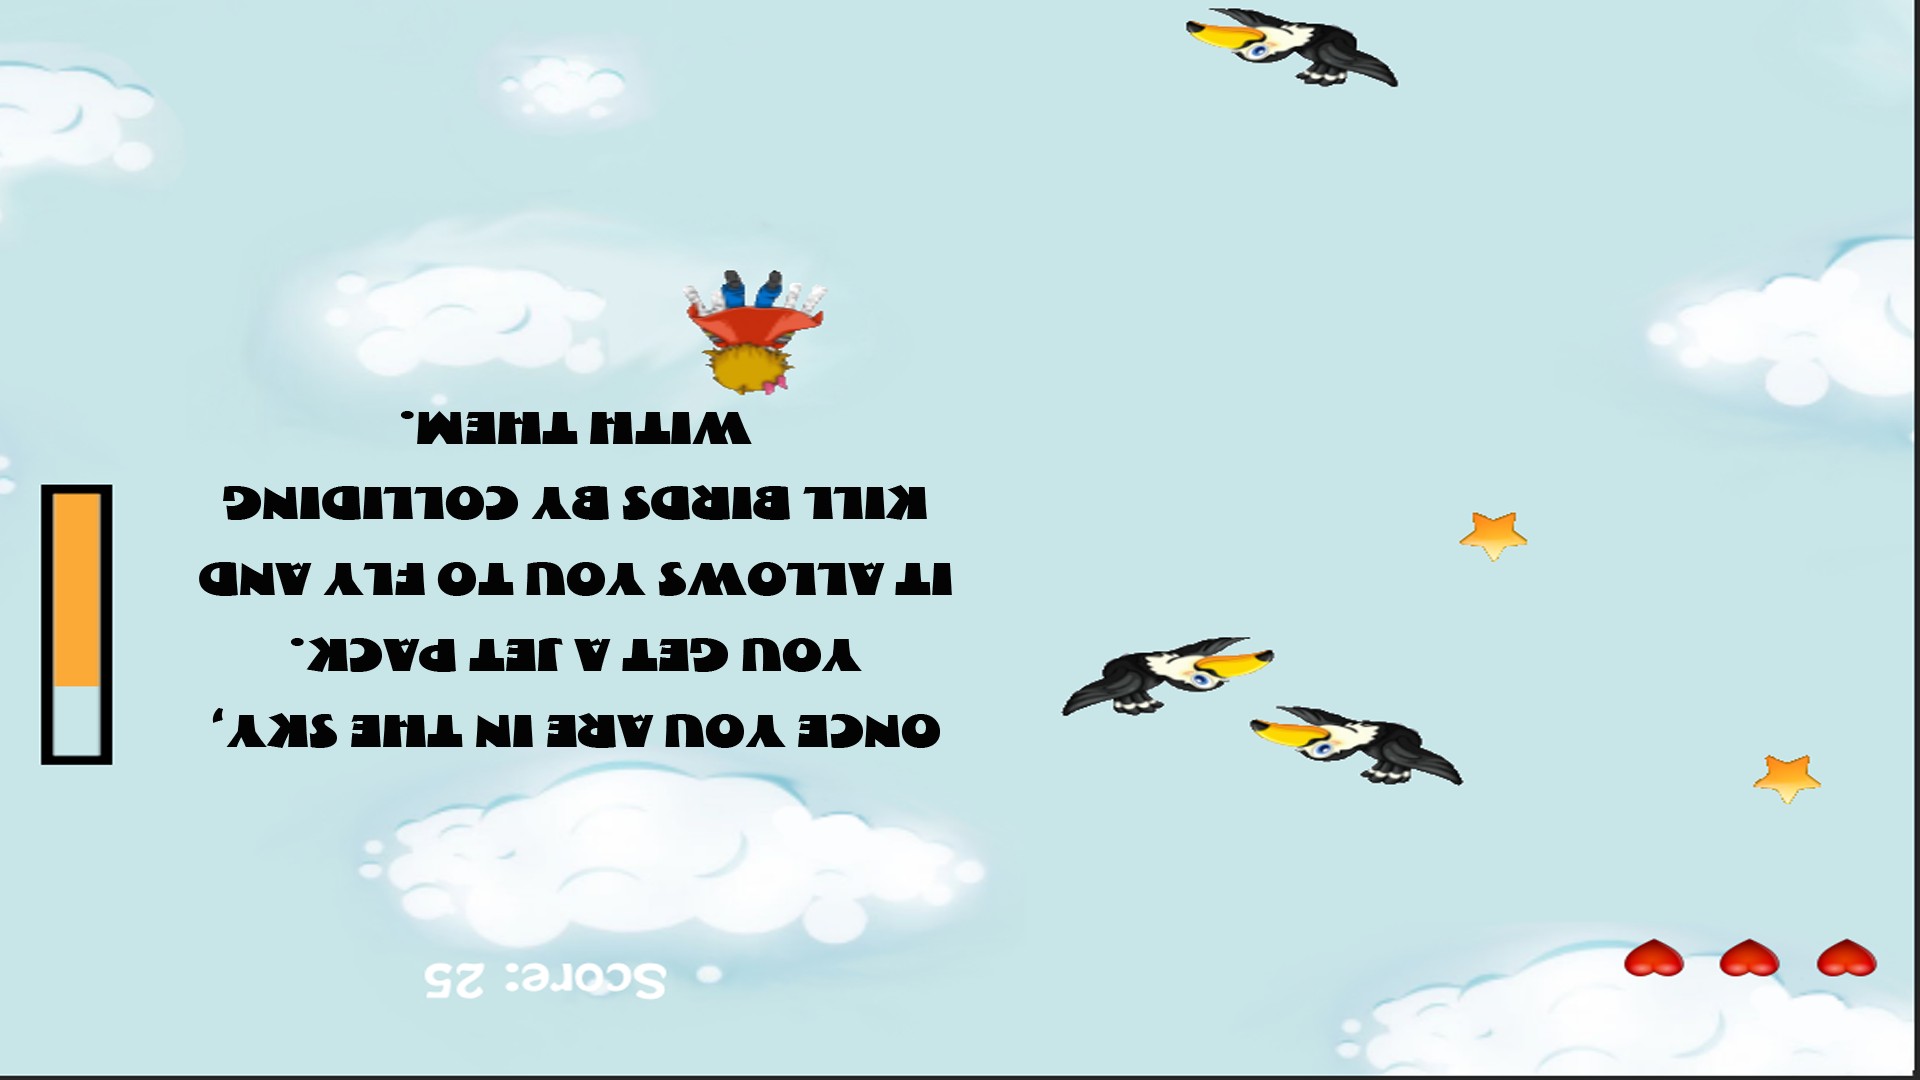 Score: 25
ONCE YOU ARE IN THE SKY,
YOU GET A JET PACK.
IT ALLOWS YOU TO FLY AND
KILL BIRDS BY COLLIDING
WITH THEM.